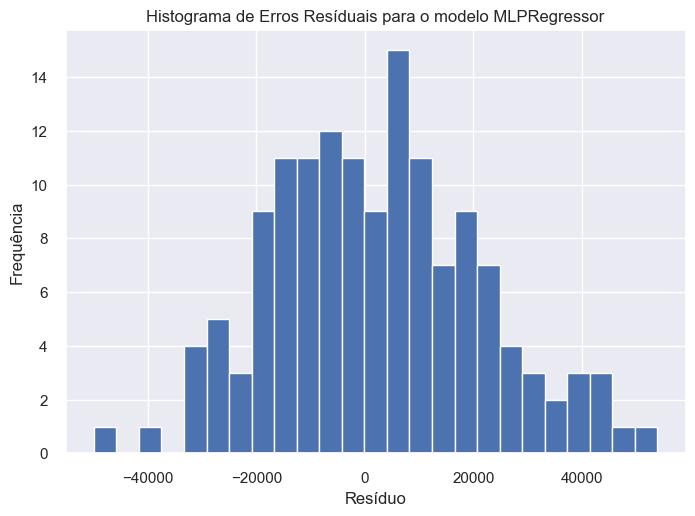 Histograma de Erros Resíduais para o modelo MLPRegressor
Frequência
14
12
10
8
6
4
2
0
−40000 −20000 0 20000 40000
Resíduo